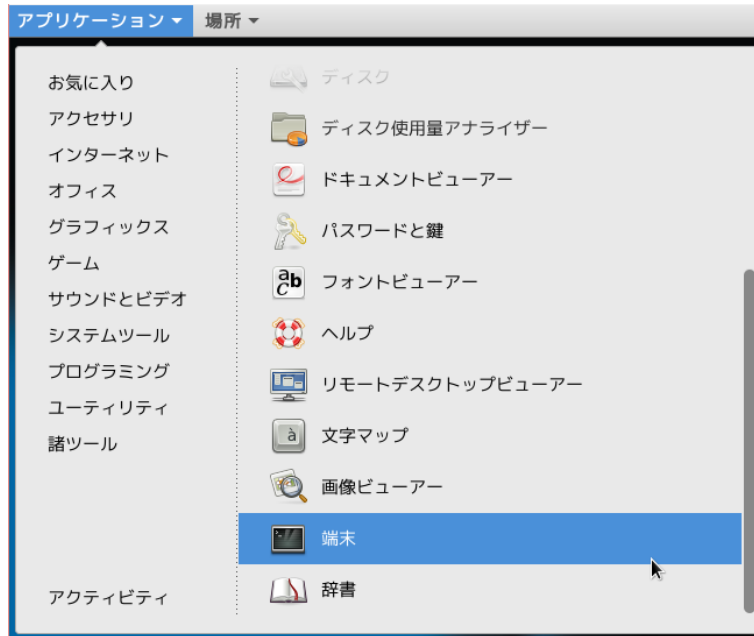 アプリケーション 場所
お気に入り
アクセサリ
インターネット
オフィス
グラフィックス
ゲーム
サウンドとビデオ
システムツール
プログラミング
ユーティリティ
諸ツール
アクティビティ
ディスク
ディスク使用量アナライザー
ドキュメントビューアー
パスワードと鍵
フォントビューアー
ヘルプ
リモートデスクトップビューアー
文字マップ
画像ビューアー
端末
辞書